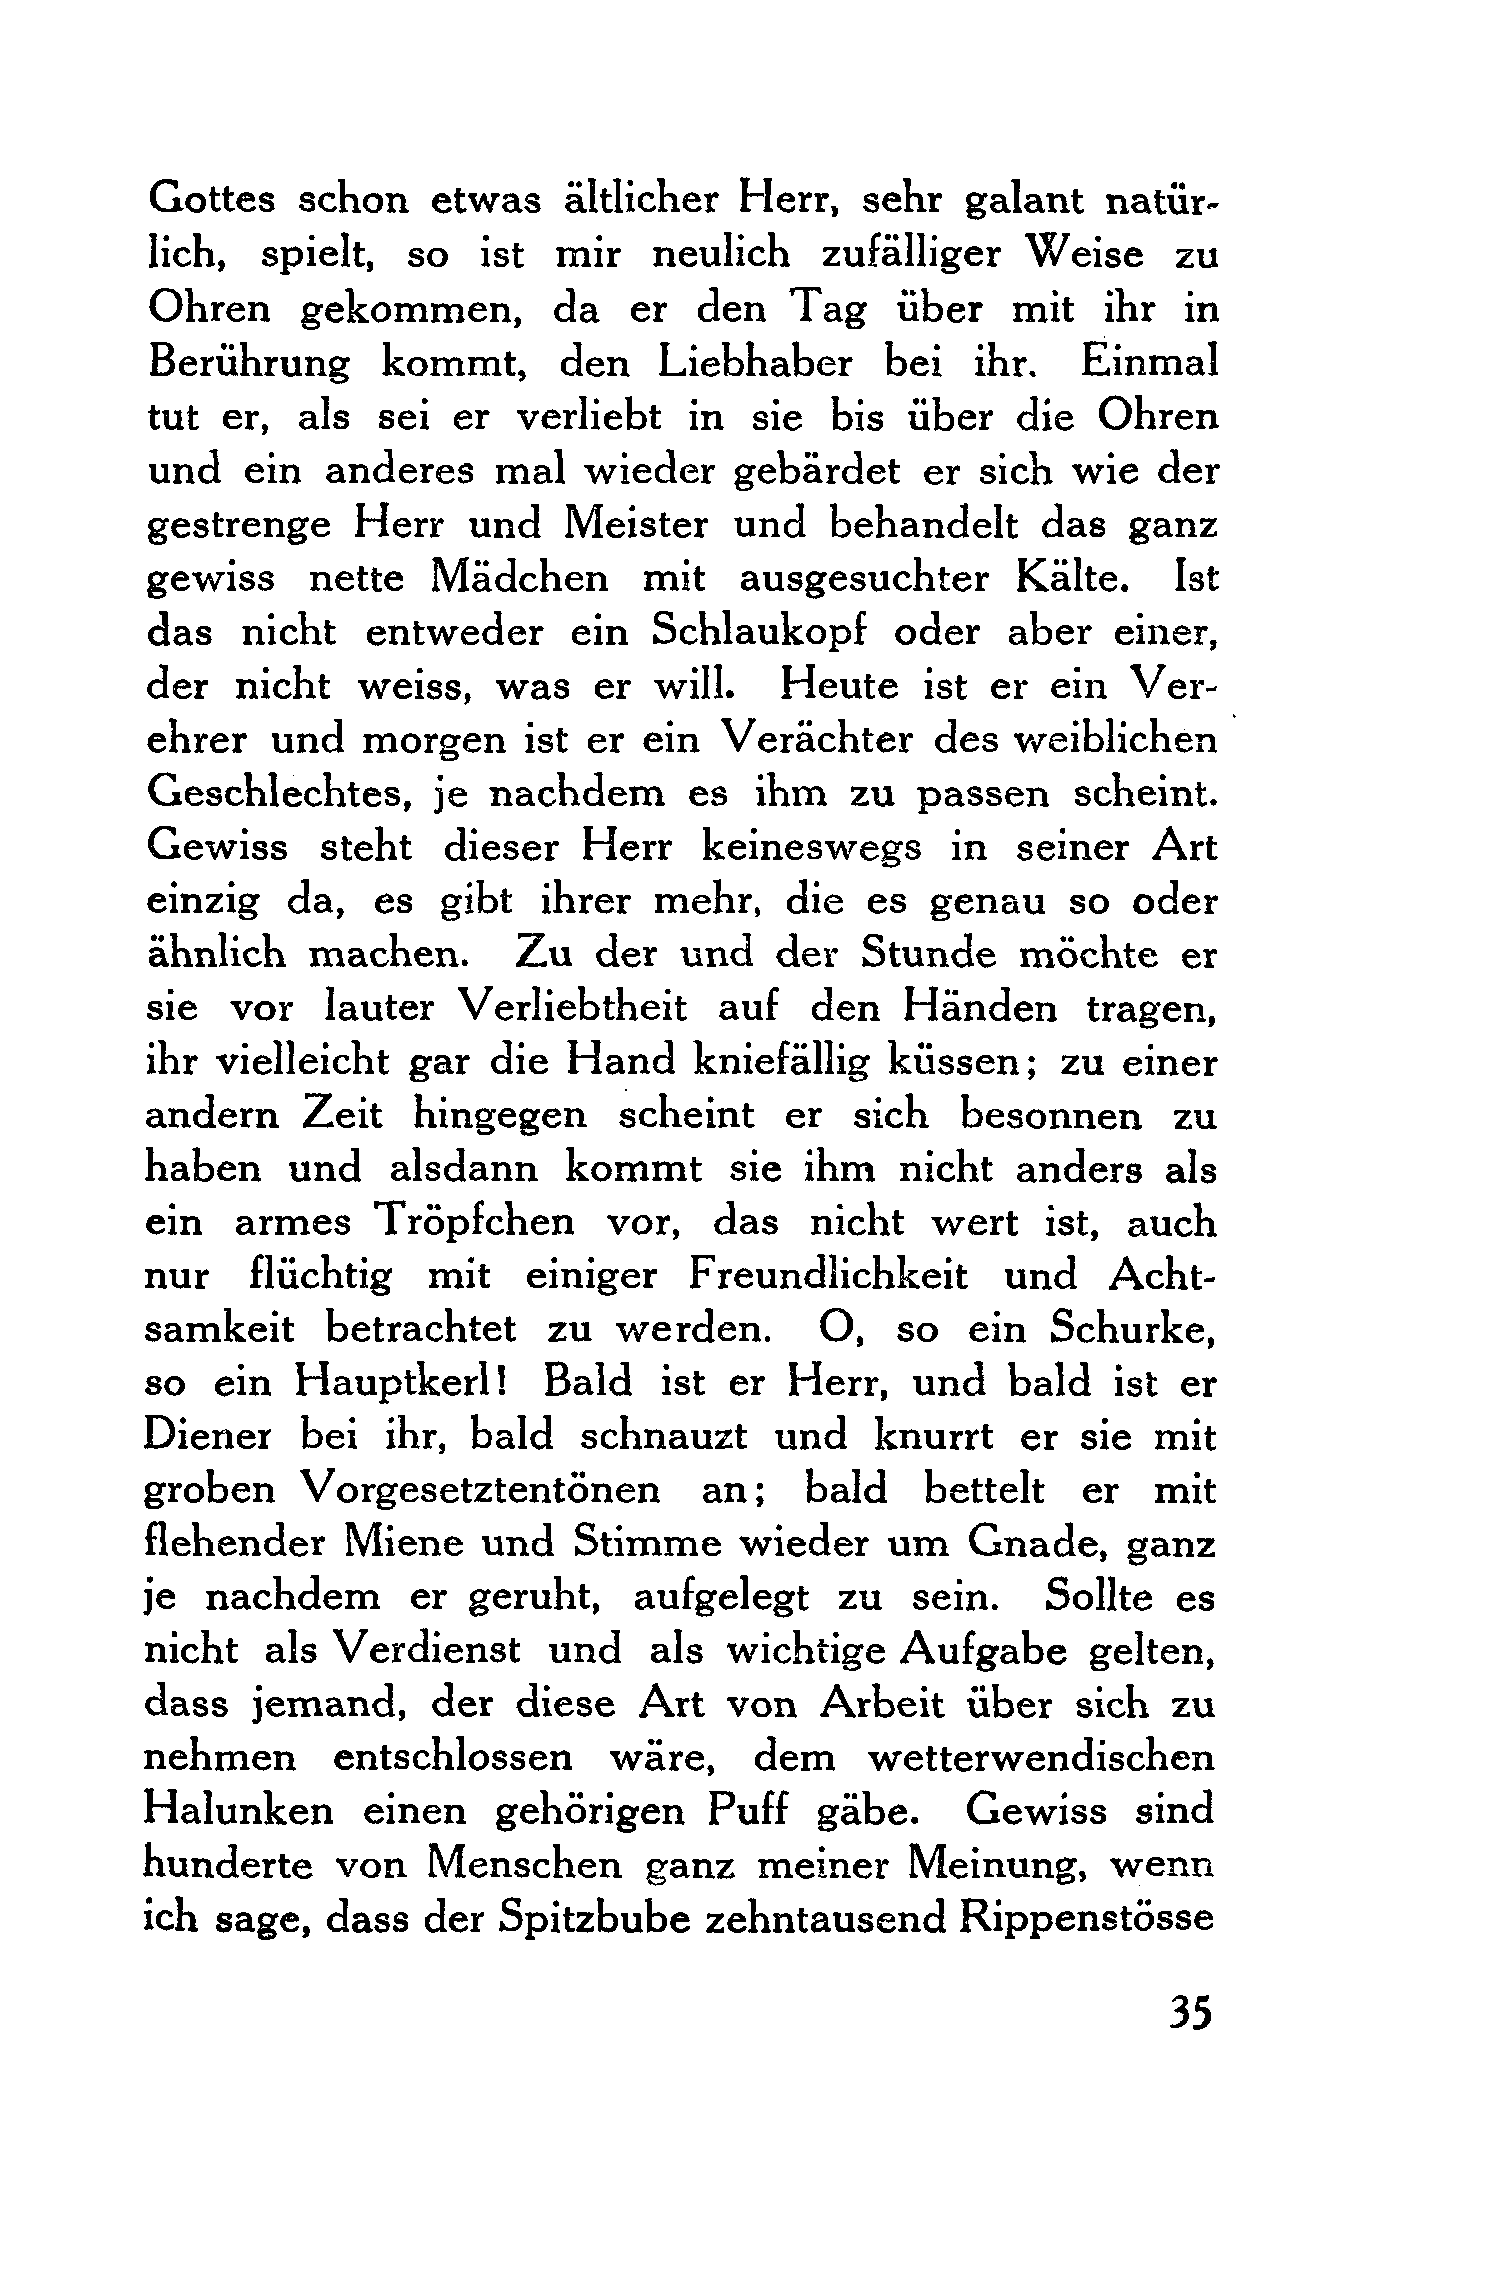 Gottes schon etwas ältlicher Herr, sehr galant natür-
lich, spielt, so ist mir neulich zufälliger Weise zu
Ohren gekommen, da er den Tag über mit ihr in
Berührung kommt, den Liebhaber bei ihr. Einmal
tut er, als sei er verliebt in sie bis über die Ohren
und ein anderes mal wieder gebärdet er sich wie der
gestrenge Herr und Meister und behandelt das ganz
gewiss nette Mädchen mit ausgesuchter Kälte. Ist
das nicht entweder ein Schlaukopf oder aber einer,
der nicht weiss, was er will. Heute ist er ein Ver-
ehrer und morgen ist er ein Verächter des weiblichen
Geschlechtes, je nachdem es ihm zu passen scheint.
Gewiss steht dieser Herr keineswegs in seiner Art
einzig da, es gibt ihrer mehr, die es genau so oder
ähnlich machen. Zu der und der Stunde möchte er
sie vor lauter Verliebtheit auf den Händen tragen,
ihr vielleicht gar die Hand kniefällig küssen; zu einer
andern Zeit hingegen scheint er sich besonnen zu
haben und alsdann kommt sie ihm nicht anders als
ein armes Tröpfchen vor, das nicht wert ist, auch
nur flüchtig mit einiger Freundlichkeit und Acht-
samkeit betrachtet zu werden. O, so ein Schurke,
so ein Hauptkerl! Bald ist er Herr, und bald ist er
Diener bei ihr, bald schnauzt und knurrt er sie mit
groben Vorgesetztentönen an; bald bettelt er mit
flehender Miene und Stimme wieder um Gnade, ganz
je nachdem er geruht, aufgelegt zu sein. Sollte es
nicht als Verdienst und als wichtige Aufgabe gelten,
dass jemand, der diese Art von Arbeit über sich zu
nehmen entschlossen wäre, dem wetterwendischen
Halunken einen gehörigen Puff gäbe. Gewiss sind
hunderte von Menschen ganz meiner Meinung, wenn
ich sage, dass der Spitzbube zehntausend Rippenstösse
35